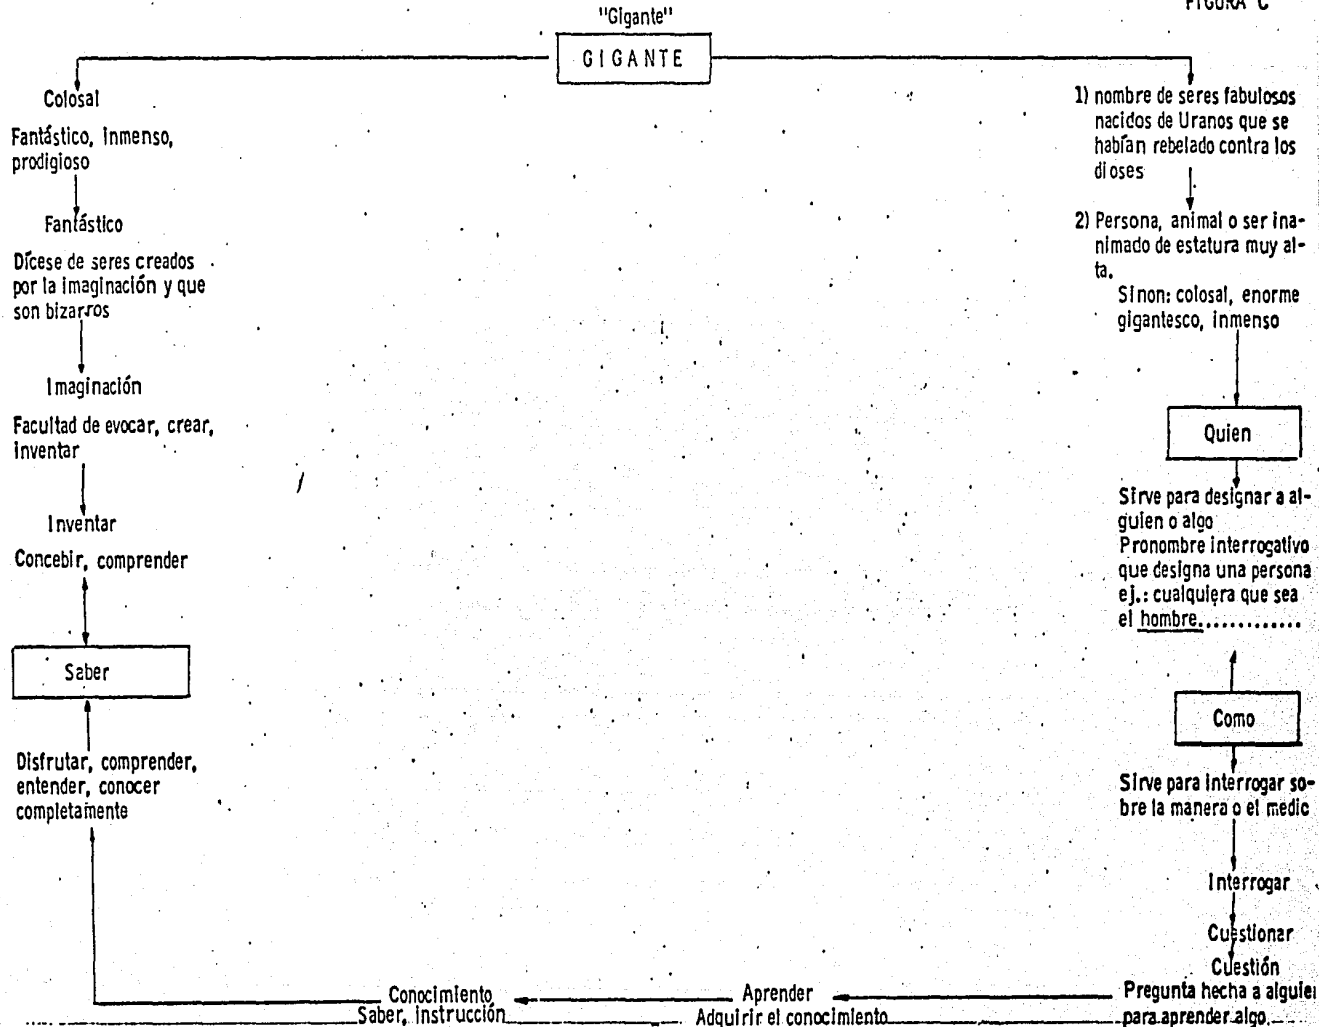 FIGURA C
"Gigante"
GIGANTE
Colosal
Fantástico, inmenso,
prodigioso
Fantástico
Dícese de seres creados
por la imaginación y que
son bizarros
Imaginación
Facultad de evocar, crear,
inventar
Inventar
Concebir, comprender
Saber
Disfrutar, comprender,
entender, conocer
completamente
1) nombre de seres fabulosos
nacidos de Uranos que se
habían rebelado contra los
dioses
2) Persona, animal o ser ina-
nimado de estatura muy al-
ta.
Sinon: colosal, enorme
gigantesco, inmenso
Quien
Sirve para designar a al-
guien o algo
Pronombre interrogativo
que designa una persona
ej.: cualquiera que sea
el hombre.............
Como
Sirve para interrogar so-
bre la manera o el medio
Interrogar
Cuestionar
Cuestión
Pregunta hecha a alguien
para aprender algo.
Aprender
Adquirir el conocimiento
Conocimiento
Saber, instrucción